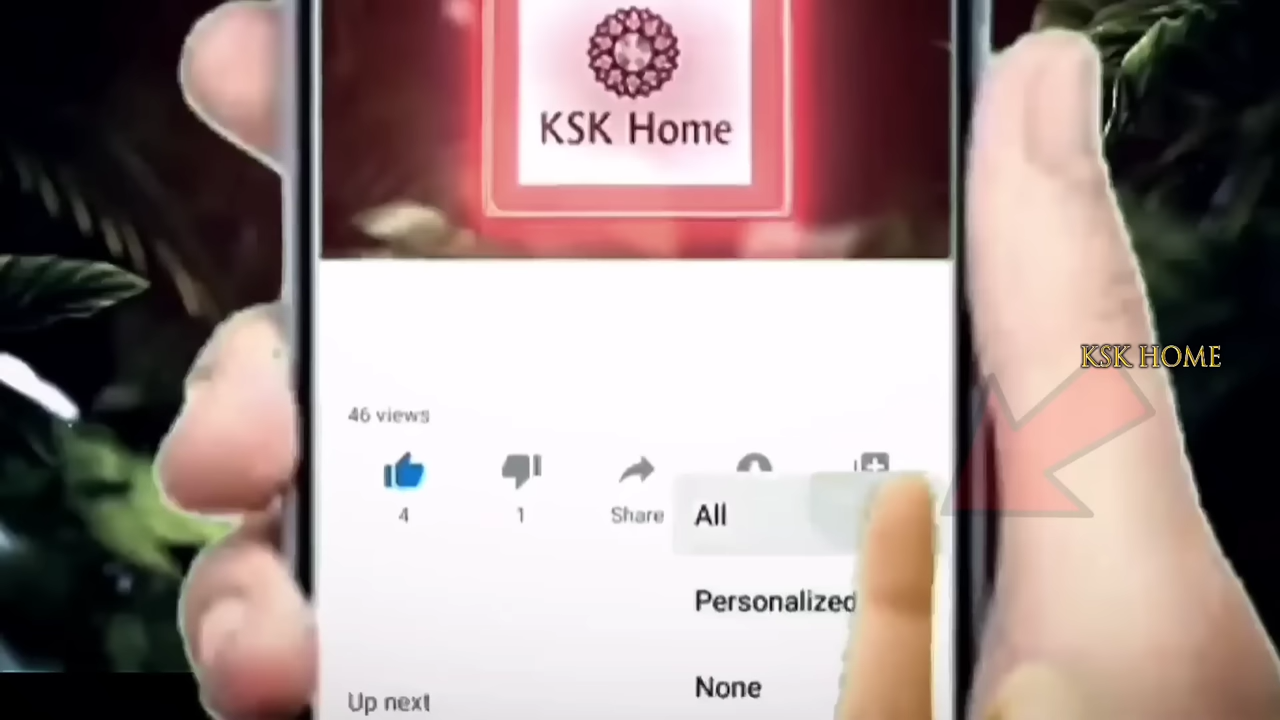 KSK Home
KSK HOME
46 views
4
1
Share
All
Personalized
None
Up next